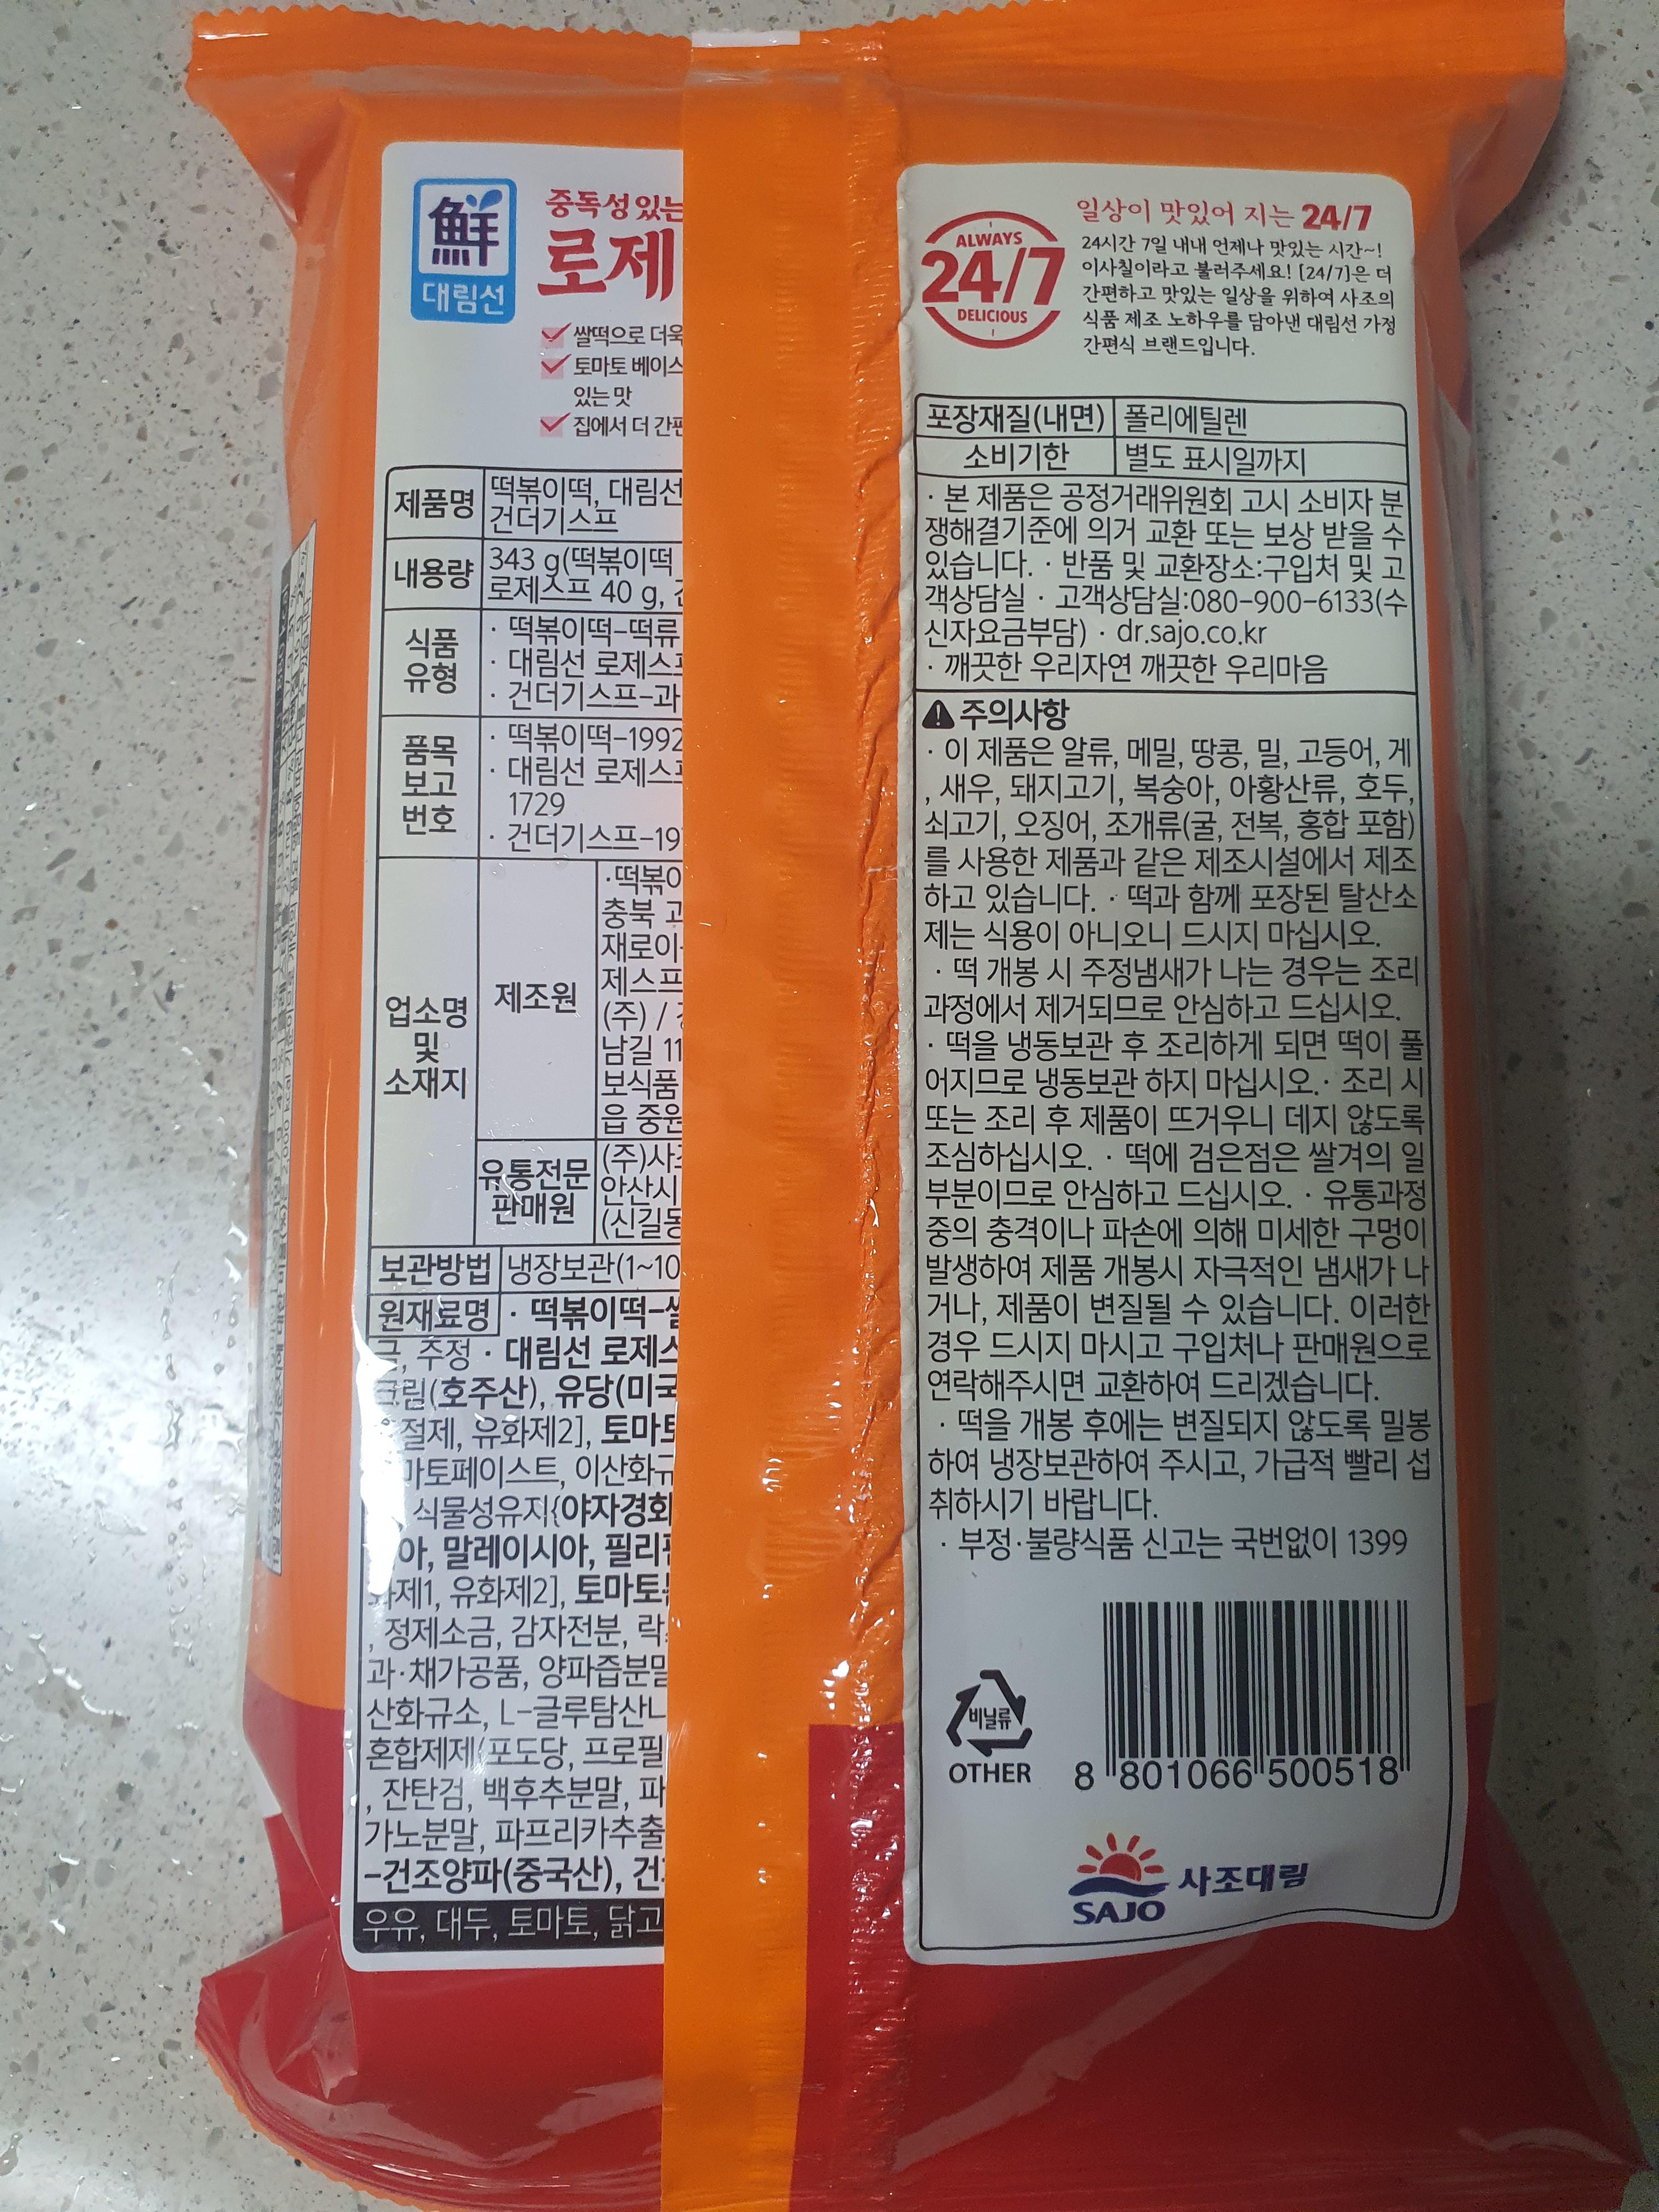 鮮
대림선
중독성 있는
로제
쌀떡으로 더욱
토마토 베이스
있는 맛
집에서 더 간편
제품명
떡볶이떡, 대림선
건더기스프
내용량
343 g(떡볶이떡
로제스프 40 g,
식품
유형
· 떡볶이떡-떡류
· 대림선 로제스프
· 건더기스프-과
품목
보고
번호
· 떡볶이떡-1992
· 대림선 로제스프
1729
· 건더기스프-19
업소명
및
소재지
제조원
·떡볶이
충북
재로이
제스프
(주) /
남길 11
보식품
읍 중원
유통전문
판매원
(주)사조
안산시
(신길동
보관방법
냉장보관(1~10
원재료명
· 떡볶이떡-쌀
, 주정 · 대림선 로제스
크림(호주산), 유당(미국
절제, 유화제2], 토마토
마토페이스트, 이산화규
식물성유지{야자경화
아, 말레이시아, 필리핀
화제1, 유화제2], 토마토
, 정제소금, 감자전분, 락
과·채가공품, 양파즙분말
산화규소, L-글루탐산나
혼합제제(포도당, 프로필
, 잔탄검, 백후추분말, 파
가노분말, 파프리카추출
-건조양파(중국산), 건
우유, 대두, 토마토, 닭고
ALWAYS
24/7
DELICIOUS
일상이 맛있어 지는 24/7
24시간 7일 내내 언제나 맛있는 시간~!
이사칠이라고 불러주세요! [24/7]은 더
간편하고 맛있는 일상을 위하여 사조의
식품 제조 노하우를 담아낸 대림선 가정
간편식 브랜드입니다.
포장재질(내면) 폴리에틸렌
소비기한 별도 표시일까지
· 본 제품은 공정거래위원회 고시 소비자 분
쟁해결기준에 의거 교환 또는 보상 받을 수
있습니다. · 반품 및 교환장소:구입처 및 고
객상담실 · 고객상담실:080-900-6133(수
신자요금부담) · dr.sajo.co.kr
· 깨끗한 우리자연 깨끗한 우리마음
주의사항
· 이 제품은 알류, 메밀, 땅콩, 밀, 고등어, 게
, 새우, 돼지고기, 복숭아, 아황산류, 호두,
쇠고기, 오징어, 조개류(굴, 전복, 홍합 포함)
를 사용한 제품과 같은 제조시설에서 제조
하고 있습니다. · 떡과 함께 포장된 탈산소
제는 식용이 아니오니 드시지 마십시오.
· 떡 개봉 시 주정냄새가 나는 경우는 조리
과정에서 제거되므로 안심하고 드십시오.
· 떡을 냉동보관 후 조리하게 되면 떡이 풀
어지므로 냉동보관 하지 마십시오. · 조리 시
또는 조리 후 제품이 뜨거우니 데지 않도록
조심하십시오. · 떡에 검은점은 쌀겨의 일
부분이므로 안심하고 드십시오. · 유통과정
중의 충격이나 파손에 의해 미세한 구멍이
발생하여 제품 개봉시 자극적인 냄새가 나
거나, 제품이 변질될 수 있습니다. 이러한
경우 드시지 마시고 구입처나 판매원으로
연락해주시면 교환하여 드리겠습니다.
· 떡을 개봉 후에는 변질되지 않도록 밀봉
하여 냉장보관하여 주시고, 가급적 빨리 섭
취하시기 바랍니다.
· 부정·불량식품 신고는 국번없이 1399
비닐류
OTHER
8 801066 500518
SAJO 사조대림